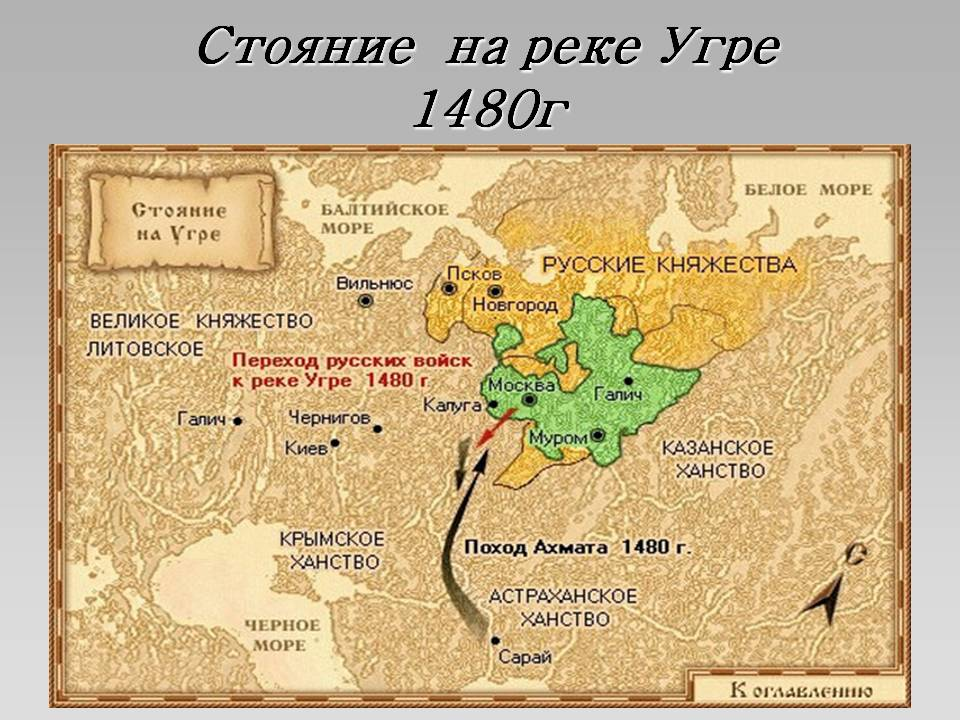 Стояние на реке Угре
1480г
Стояние
на Угре
БАЛТИЙСКОЕ
МОРЕ
БЕЛОЕ МОРЕ
РУССКИЕ КНЯЖЕСТВА
Псков
Вильнюс
Новгород
ВЕЛИКОЕ КНЯЖЕСТВО
ЛИТОВСКОЕ
Переход русских войск
к реке Угре 1480 г
Москва
Галич
Калуга
Галич
Чернигов
Киев
Муром
КАЗАНСКОЕ
ХАНСТВО
КРЫМСКОЕ
ХАНСТВО
Поход Ахмата 1480 г.
С
АСТРАХАНСКОЕ
ХАНСТВО
ЧЕРНОЕ
МОРЕ
Сарай
К оглавлению